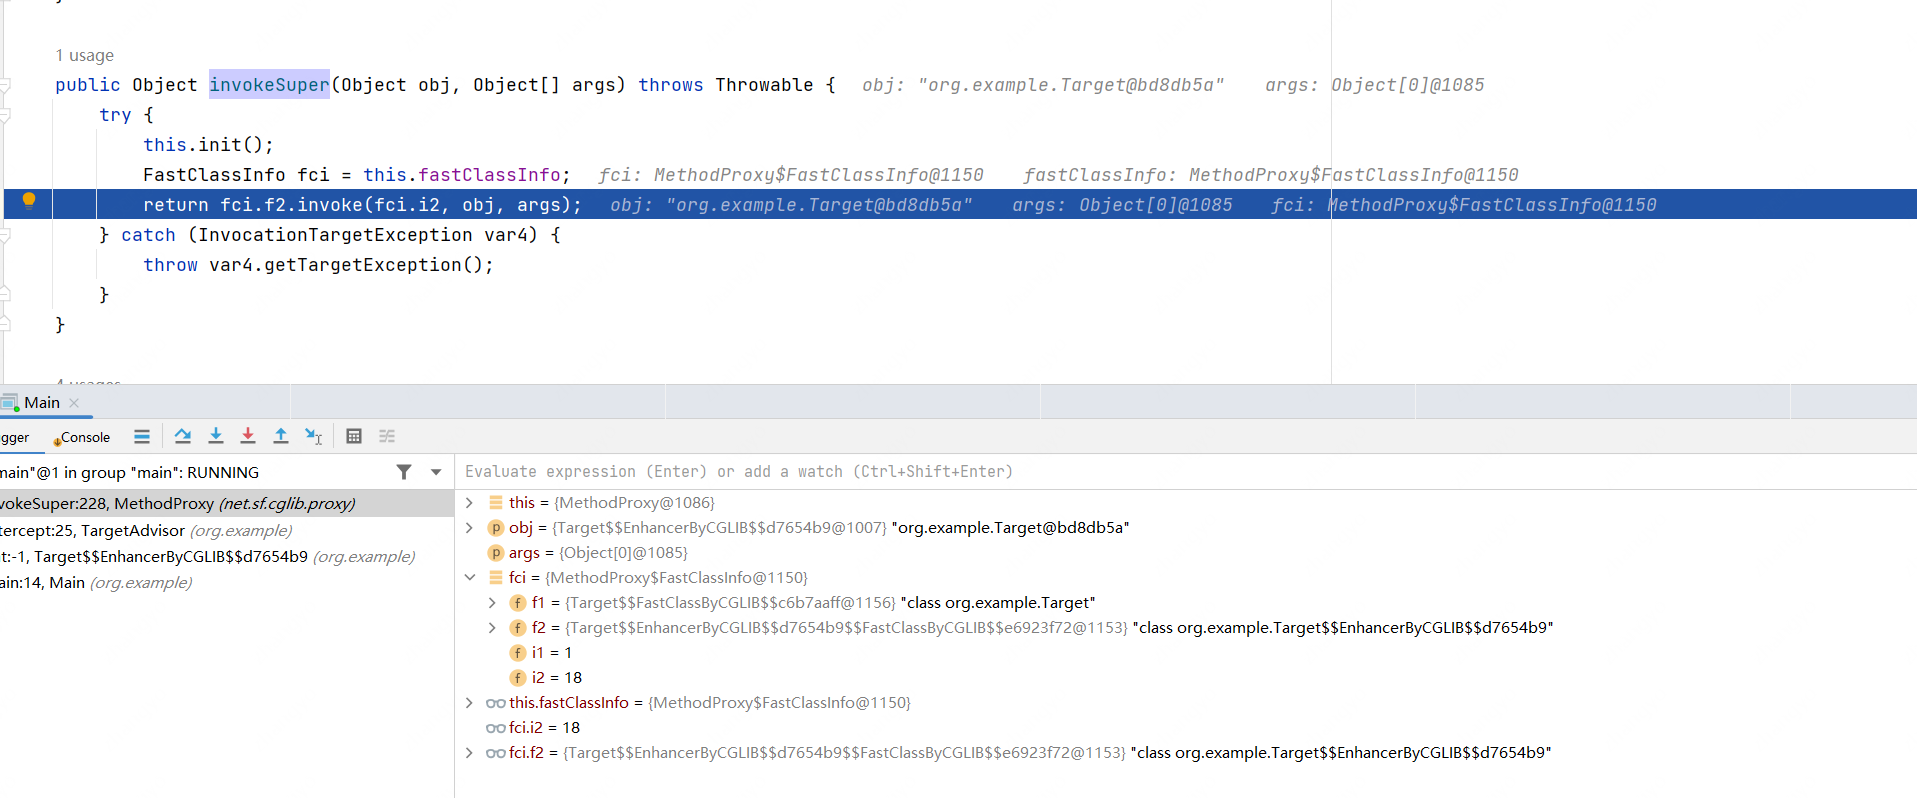 1 usage
public Object invokeSuper(Object obj, Object[] args) throws Throwable { obj: "org.example.Target@bd8db5a" args: Object[0]@1085
try {
this.init();
FastClassInfo fci = this.fastClassInfo; fci: MethodProxy$FastClassInfo@1150 fastClassInfo: MethodProxy$FastClassInfo@1150
return fci.f2.invoke(fci.i2, obj, args); obj: "org.example.Target@bd8db5a" args: Object[0]@1085 fci: MethodProxy$FastClassInfo@1150
} catch (InvocationTargetException var4) {
throw var4.getTargetException();
}
}
Main
gger Console
main"@1 in group "main": RUNNING
Evaluate expression (Enter) or add a watch (Ctrl+Shift+Enter)
vokeSuper:228, MethodProxy (net.sf.cglib.proxy)
tercept:25, TargetAdvisor (org.example)
t:-1, Target$$EnhancerByCGLIB$$d7654b9 (org.example)
ain:14, Main (org.example)
this = {MethodProxy@1086}
p obj = {Target$$EnhancerByCGLIB$$d7654b9@1007} "org.example.Target@bd8db5a"
p args = {Object[0]@1085}
fci = {MethodProxy$FastClassInfo@1150}
f f1 = {Target$$FastClassByCGLIB$$c6b7aaff@1156} "class org.example.Target"
f f2 = {Target$$EnhancerByCGLIB$$d7654b9$$FastClassByCGLIB$$e6923f72@1153} "class org.example.Target$$EnhancerByCGLIB$$d7654b9"
f i1 = 1
f i2 = 18
this.fastClassInfo = {MethodProxy$FastClassInfo@1150}
fci.i2 = 18
fci.f2 = {Target$$EnhancerByCGLIB$$d7654b9$$FastClassByCGLIB$$e6923f72@1153} "class org.example.Target$$EnhancerByCGLIB$$d7654b9"